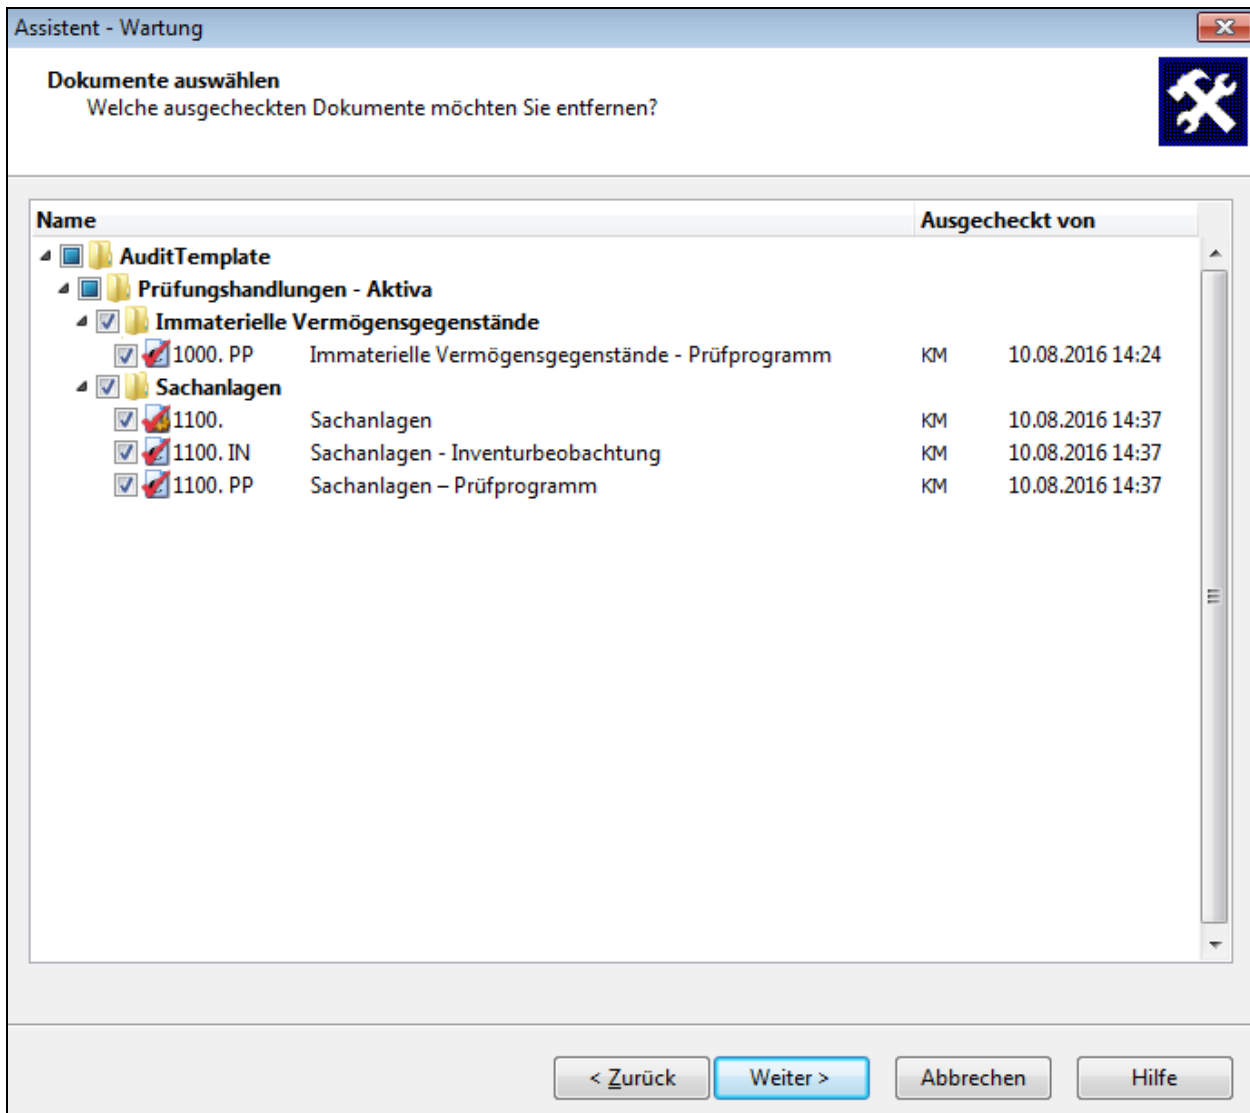 Assistent - Wartung
Dokumente auswählen
Welche ausgecheckten Dokumente möchten Sie entfernen?
Name Ausgecheckt von
AuditTemplate
Prüfungshandlungen - Aktiva
Immaterielle Vermögensgegenstände
1000. PP Immaterielle Vermögensgegenstände - Prüfprogramm KM 10.08.2016 14:24
Sachanlagen
1100. Sachanlagen KM 10.08.2016 14:37
1100. IN Sachanlagen - Inventurbeobachtung KM 10.08.2016 14:37
1100. PP Sachanlagen – Prüfprogramm KM 10.08.2016 14:37
< Zurück Weiter > Abbrechen Hilfe